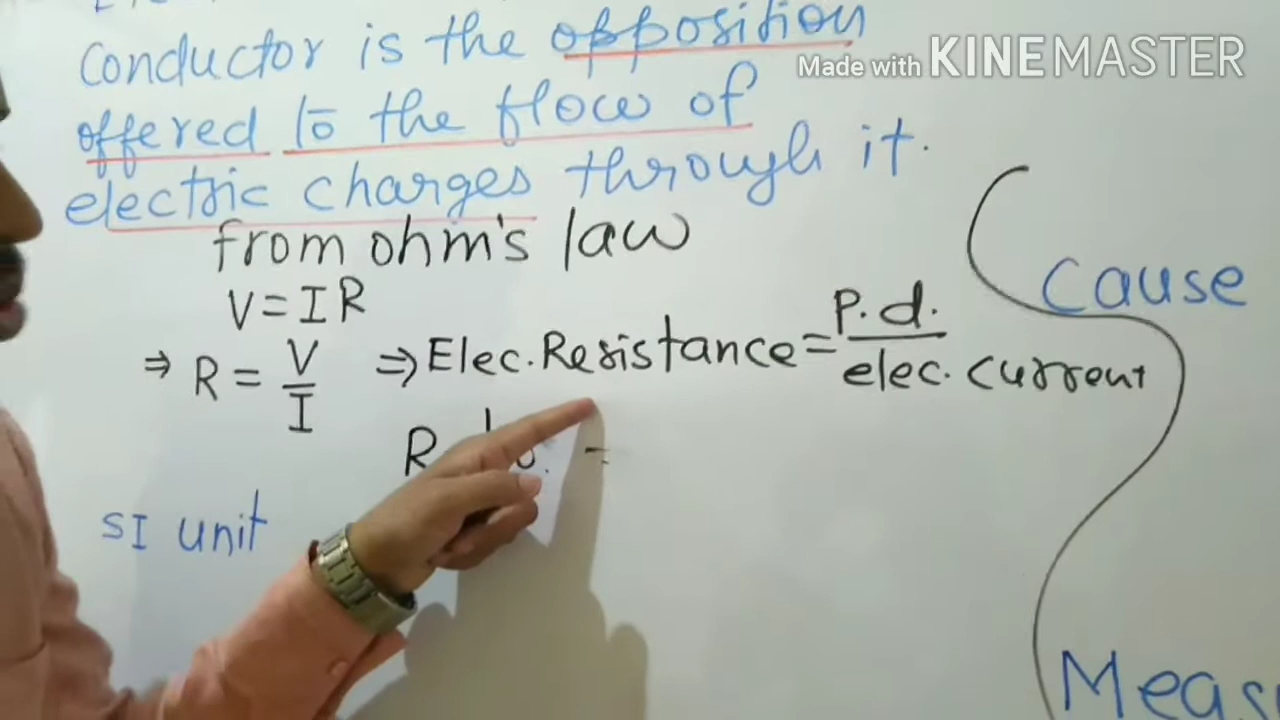 conductor is the opposition
Made with KINEMASTER
offered to the flow of
electric charges through it.
from ohm's law
V = I R
Cause
⇒ R = V/I ⇒ Elec. Resistance = P.d./elec. current
R
SI unit